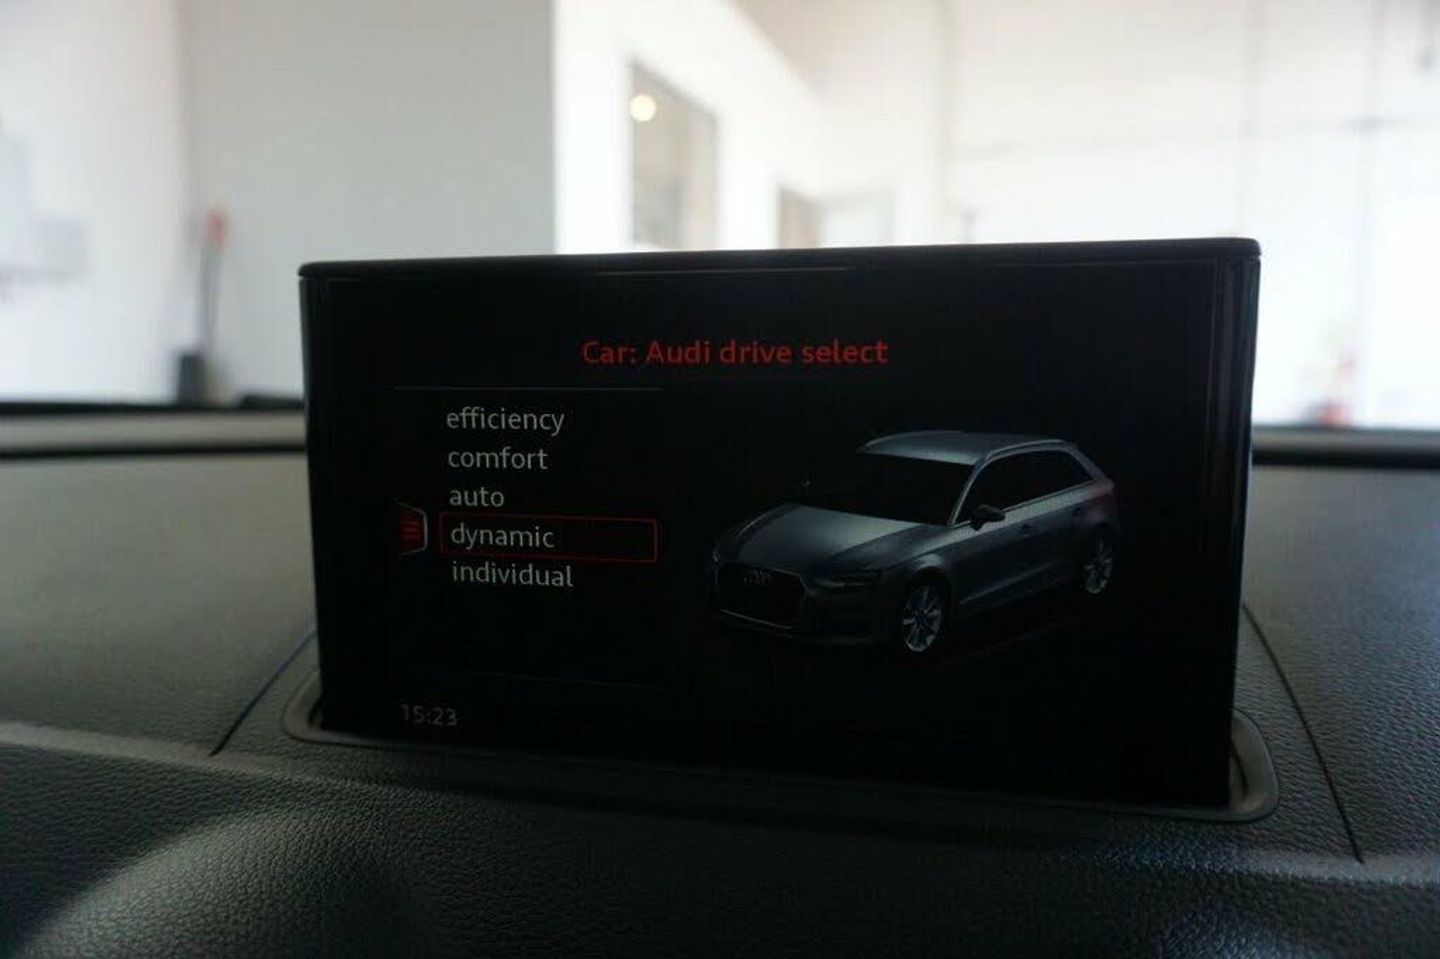 Car: Audi drive select
efficiency
comfort
auto
dynamic
individual
15:23